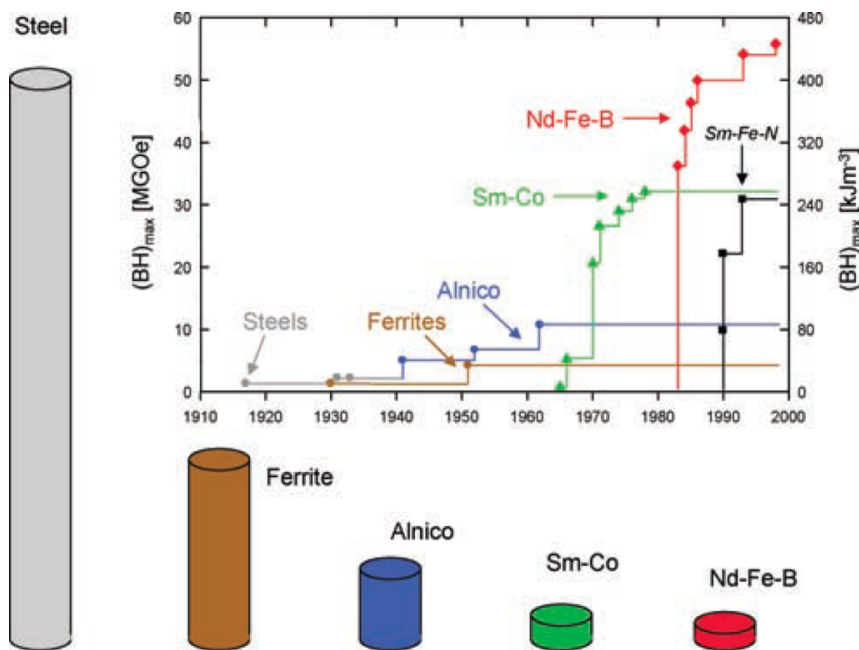 Steel
(BH)max [MGOe]
60
50
40
30
20
10
0
480
400
320
240
160
80
0
(BH)max [kJm-3]
Nd-Fe-B
Sm-Fe-N
Sm-Co
Alnico
Steels
Ferrites
1910 1920 1930 1940 1950 1960 1970 1980 1990 2000
Ferrite
Alnico
Sm-Co
Nd-Fe-B